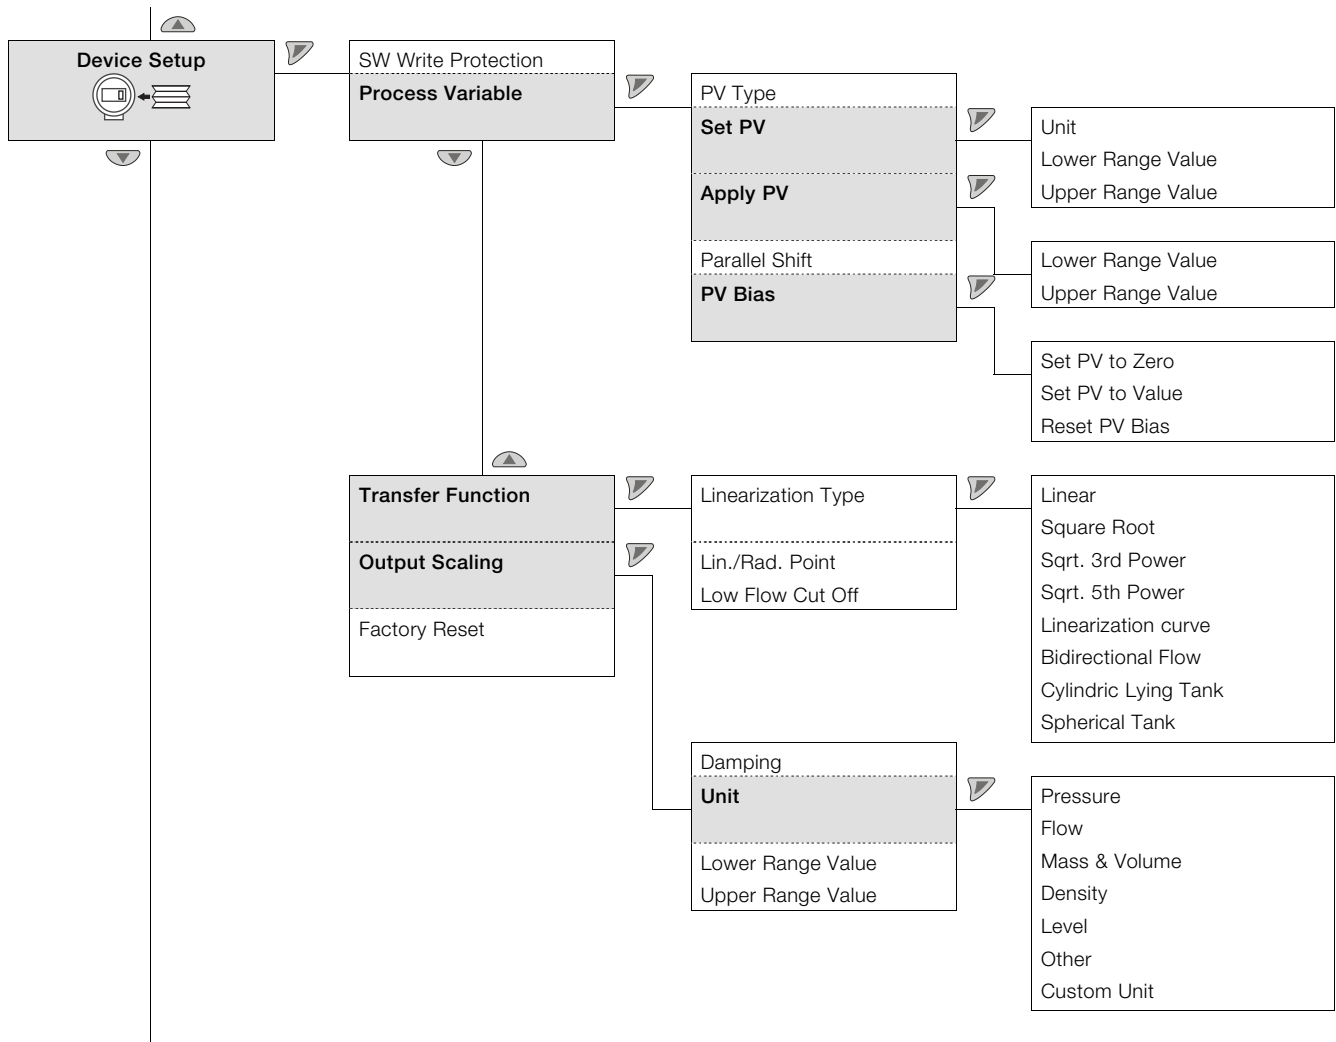 Device Setup
SW Write Protection
Process Variable
PV Type
Set PV
Apply PV
Parallel Shift
PV Bias
Unit
Lower Range Value
Upper Range Value
Lower Range Value
Upper Range Value
Set PV to Zero
Set PV to Value
Reset PV Bias
Transfer Function
Output Scaling
Factory Reset
Linearization Type
Lin./Rad. Point
Low Flow Cut Off
Linear
Square Root
Sqrt. 3rd Power
Sqrt. 5th Power
Linearization curve
Bidirectional Flow
Cylindric Lying Tank
Spherical Tank
Damping
Unit
Lower Range Value
Upper Range Value
Pressure
Flow
Mass & Volume
Density
Level
Other
Custom Unit